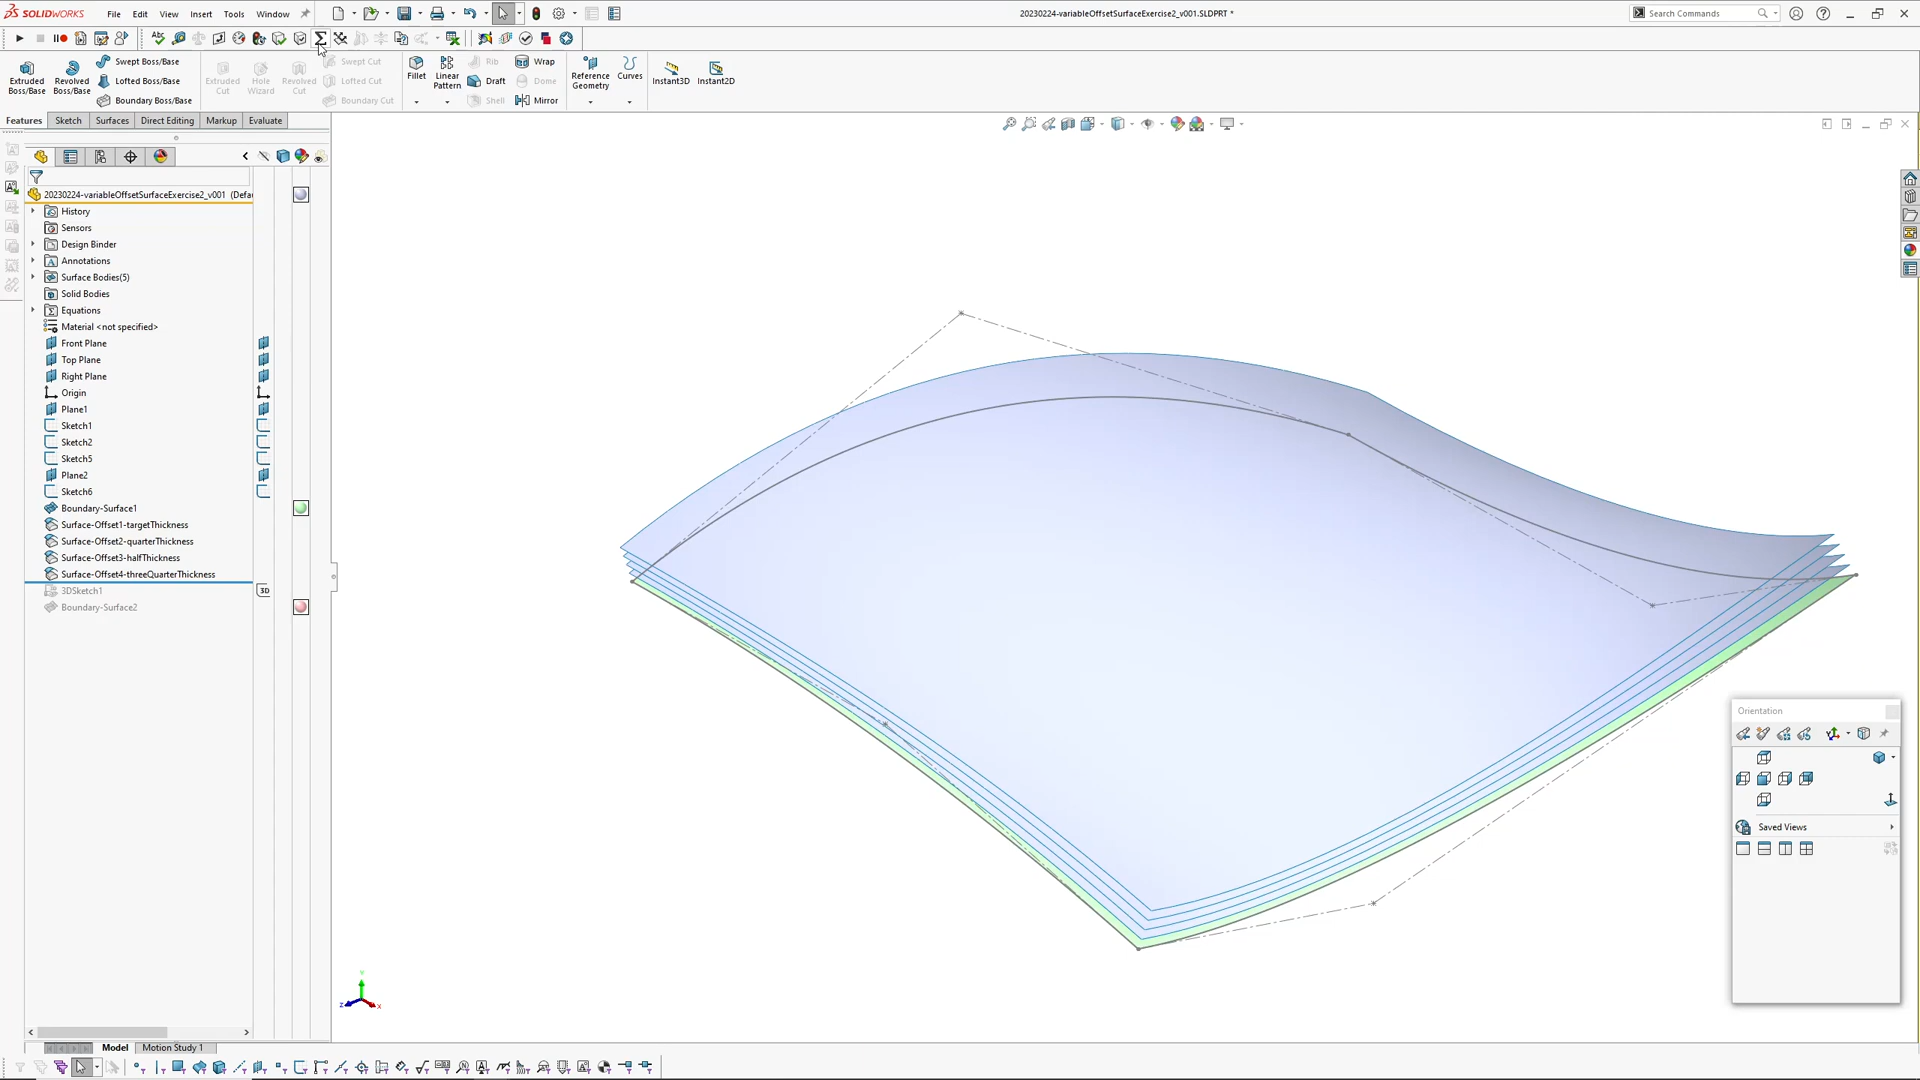 SOLIDWORKS File Edit View Insert Tools Window
20230224-variableOffsetSurfaceExercise2_v001.SLDPRT *
Search Commands
Extruded Boss/Base
Revolved Boss/Base
Swept Boss/Base
Lofted Boss/Base
Boundary Boss/Base
Extruded Cut
Hole Wizard
Revolved Cut
Swept Cut
Lofted Cut
Boundary Cut
Fillet
Linear Pattern
Rib
Draft
Shell
Wrap
Dome
Mirror
Reference Geometry
Curves
Instant3D
Instant2D
Features Sketch Surfaces Direct Editing Markup Evaluate
20230224-variableOffsetSurfaceExercise2_v001 (Defa
History
Sensors
Design Binder
Annotations
Surface Bodies(5)
Solid Bodies
Equations
Material <not specified>
Front Plane
Top Plane
Right Plane
Origin
Plane1
Sketch1
Sketch2
Sketch5
Plane2
Sketch6
Boundary-Surface1
Surface-Offset1-targetThickness
Surface-Offset2-quarterThickness
Surface-Offset3-halfThickness
Surface-Offset4-threeQuarterThickness
3DSketch1 3D
Boundary-Surface2
Orientation
Saved Views
Y
Z X
Model Motion Study 1